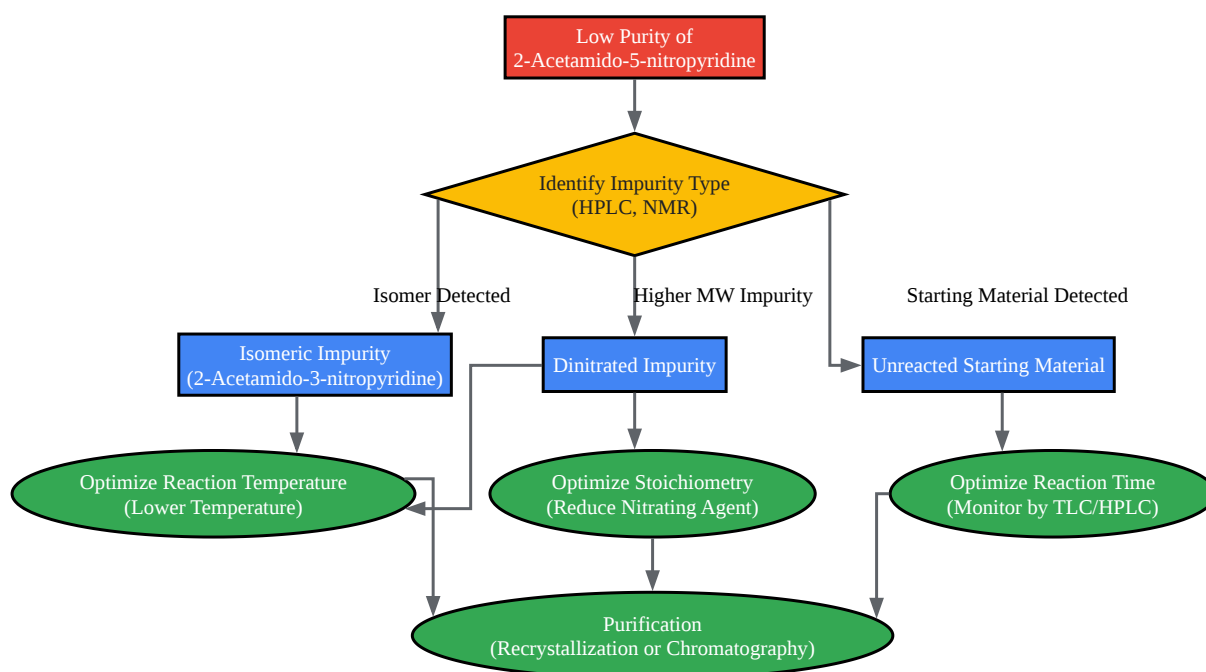 Low Purity of
2-Acetamido-5-nitropyridine
Identify Impurity Type
(HPLC, NMR)
Isomer Detected
Higher MW Impurity
Starting Material Detected
Isomeric Impurity
(2-Acetamido-3-nitropyridine)
Dinitrated Impurity
Unreacted Starting Material
Optimize Reaction Temperature
(Lower Temperature)
Optimize Stoichiometry
(Reduce Nitrating Agent)
Optimize Reaction Time
(Monitor by TLC/HPLC)
Purification
(Recrystallization or Chromatography)